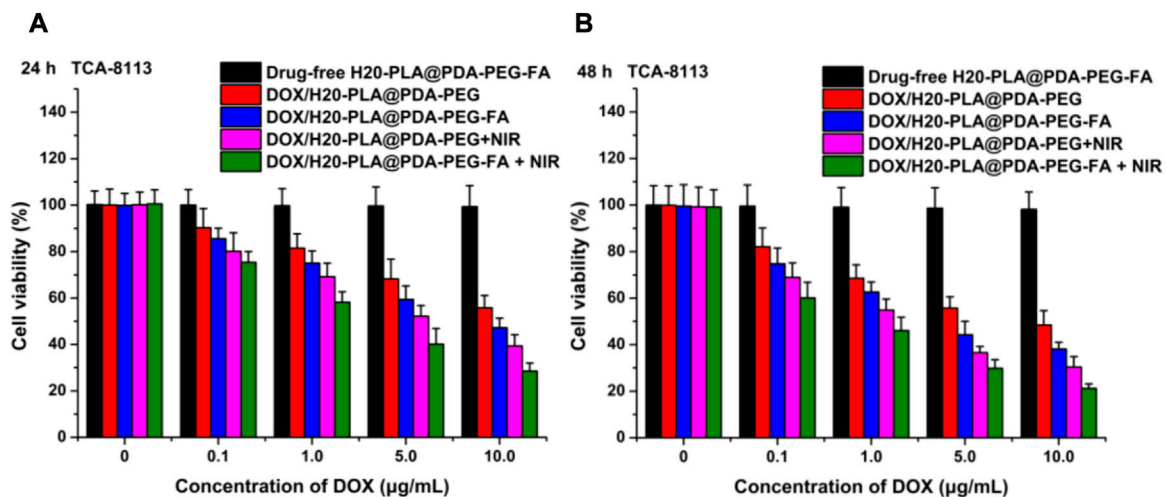 A
24 h TCA-8113
Drug-free H20-PLA@PDA-PEG-FA
DOX/H20-PLA@PDA-PEG
DOX/H20-PLA@PDA-PEG-FA
DOX/H20-PLA@PDA-PEG+NIR
DOX/H20-PLA@PDA-PEG-FA + NIR
Cell viability (%)
140
120
100
80
60
40
20
0
0 0.1 1.0 5.0 10.0
Concentration of DOX (μg/mL)
B
48 h TCA-8113
Drug-free H20-PLA@PDA-PEG-FA
DOX/H20-PLA@PDA-PEG
DOX/H20-PLA@PDA-PEG-FA
DOX/H20-PLA@PDA-PEG+NIR
DOX/H20-PLA@PDA-PEG-FA + NIR
Cell viability (%)
140
120
100
80
60
40
20
0
0 0.1 1.0 5.0 10.0
Concentration of DOX (μg/mL)